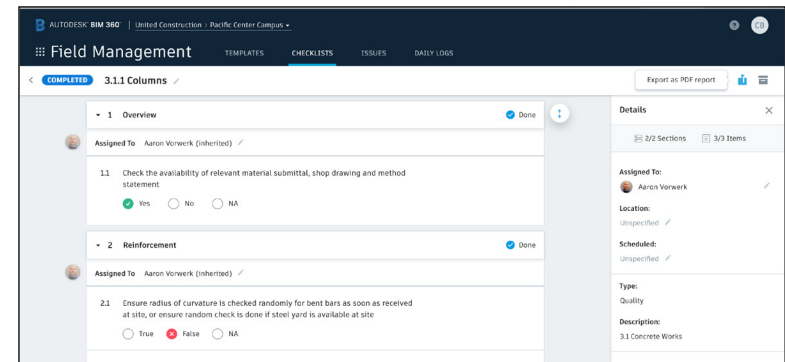 AUTODESK® BIM 360® United Construction > Pacific Center Campus
? CB
Field Management TEMPLATES CHECKLISTS ISSUES DAILY LOGS
COMPLETED 3.1.1 Columns Export as PDF report
1 Overview Done
Assigned To Aaron Vorwerk (inherited)
1.1 Check the availability of relevant material submittal, shop drawing and method
statement
Yes No NA
2 Reinforcement Done
Assigned To Aaron Vorwerk (inherited)
2.1 Ensure radius of curvature is checked randomly for bent bars as soon as received
at site, or ensure random check is done if steel yard is available at site
True False NA
Details
2/2 Sections 3/3 Items
Assigned To:
Aaron Vorwerk
Location:
Unspecified
Scheduled:
Unspecified
Type:
Quality
Description:
3.1 Concrete Works